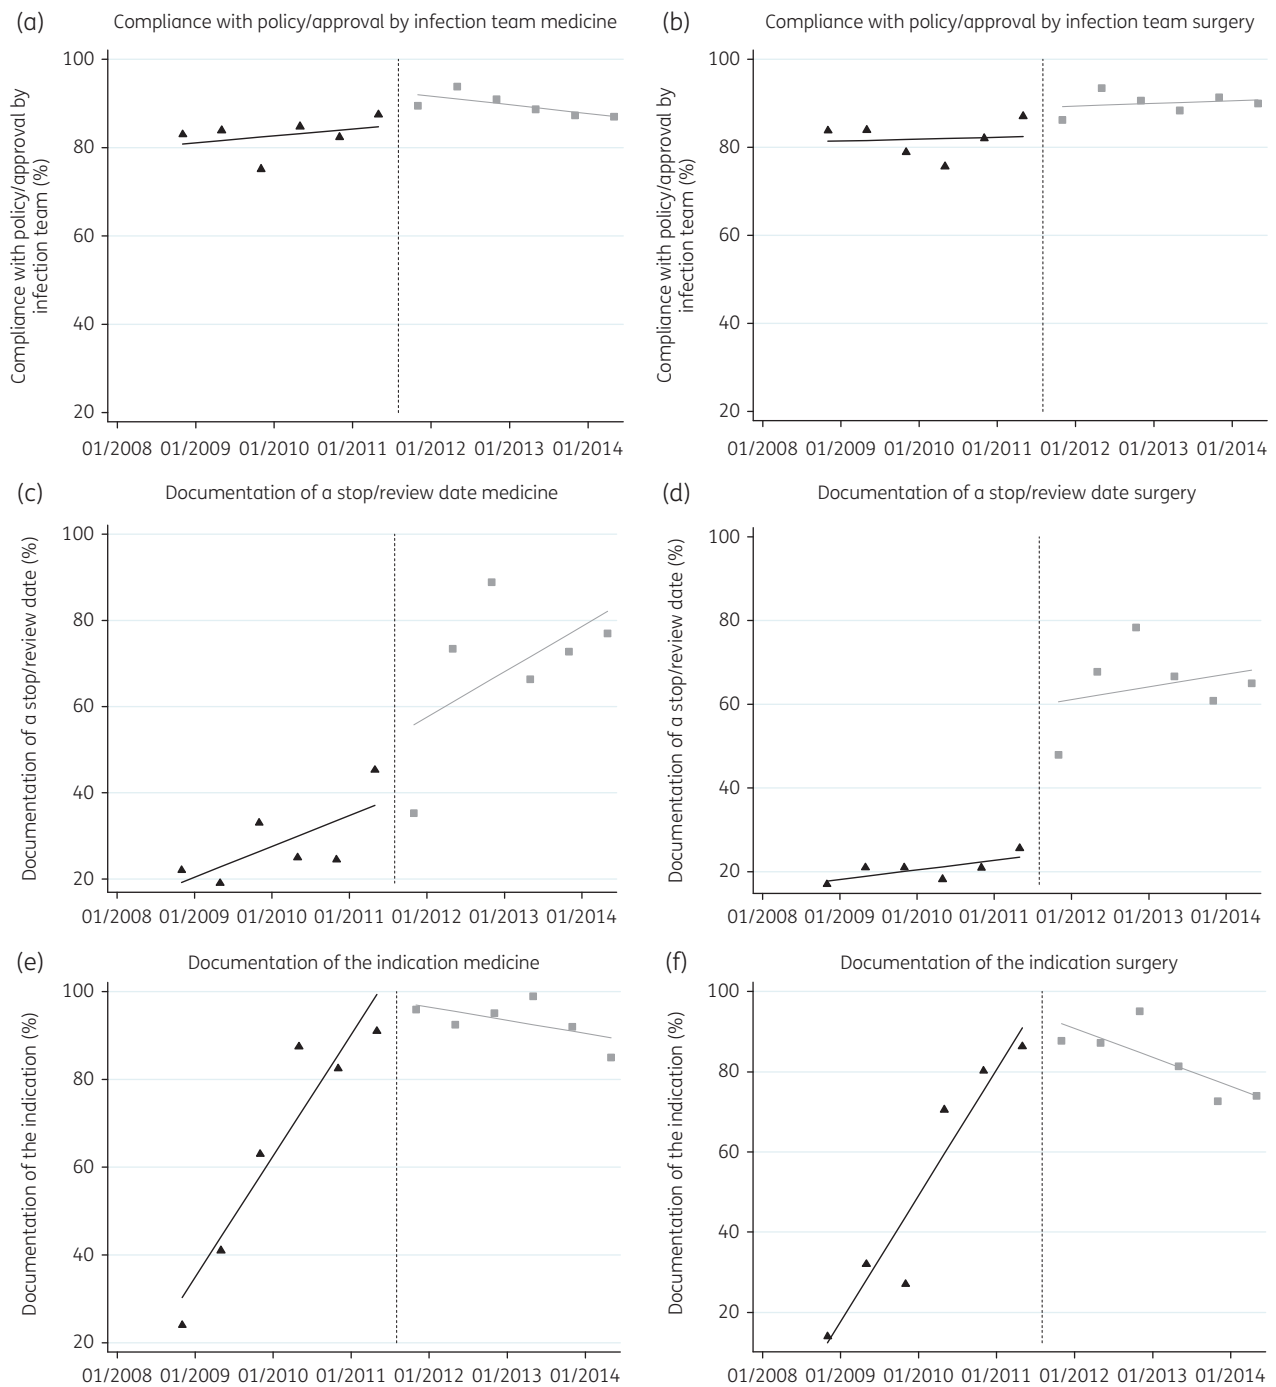 (a)
Compliance with policy/approval by infection team medicine
Compliance with policy/approval by
infection team (%)
100
80
60
40
20
01/2008 01/2009 01/2010 01/2011 01/2012 01/2013 01/2014
(b)
Compliance with policy/approval by infection team surgery
Compliance with policy/approval by
infection team (%)
100
80
60
40
20
01/2008 01/2009 01/2010 01/2011 01/2012 01/2013 01/2014
(c)
Documentation of a stop/review date medicine
Documentation of a stop/review date (%)
100
80
60
40
20
01/2008 01/2009 01/2010 01/2011 01/2012 01/2013 01/2014
(d)
Documentation of a stop/review date surgery
Documentation of a stop/review date (%)
100
80
60
40
20
01/2008 01/2009 01/2010 01/2011 01/2012 01/2013 01/2014
(e)
Documentation of the indication medicine
Documentation of the indication (%)
100
80
60
40
20
01/2008 01/2009 01/2010 01/2011 01/2012 01/2013 01/2014
(f)
Documentation of the indication surgery
Documentation of the indication (%)
100
80
60
40
20
01/2008 01/2009 01/2010 01/2011 01/2012 01/2013 01/2014